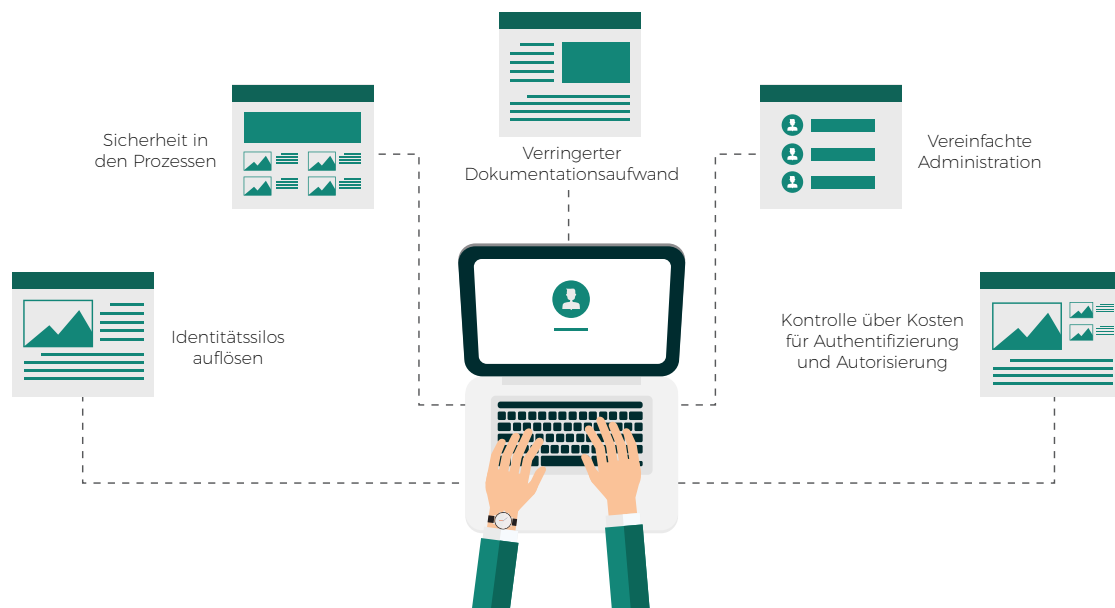 Sicherheit in
den Prozessen
Verringerter
Dokumentationsaufwand
Vereinfachte
Administration
Identitätssilos
auflösen
Kontrolle über Kosten
für Authentifizierung
und Autorisierung